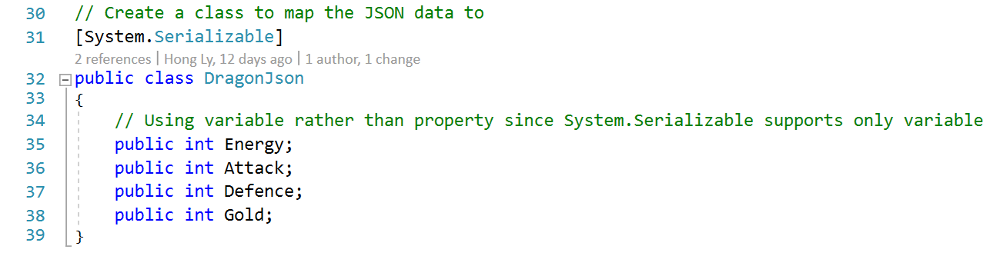 30 // Create a class to map the JSON data to
31 [System.Serializable]
2 references | Hong Ly, 12 days ago | 1 author, 1 change
32 public class DragonJson
33 {
34 // Using variable rather than property since System.Serializable supports only variable
35 public int Energy;
36 public int Attack;
37 public int Defence;
38 public int Gold;
39 }